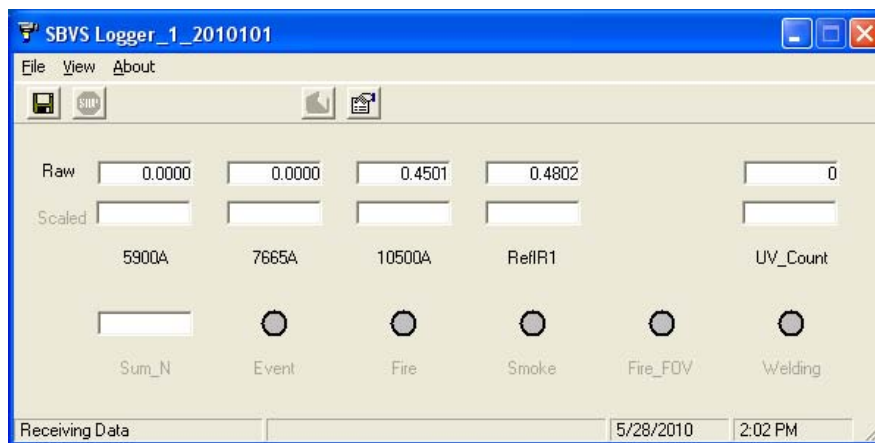 SBVS Logger_1_2010101
File View About
STOP
Raw 0.0000 0.0000 0.4501 0.4802 0
Scaled
5900A 7665A 10500A RefIR1 UV_Count
Sum_N Event Fire Smoke Fire_FOV Welding
Receiving Data 5/28/2010 2:02 PM